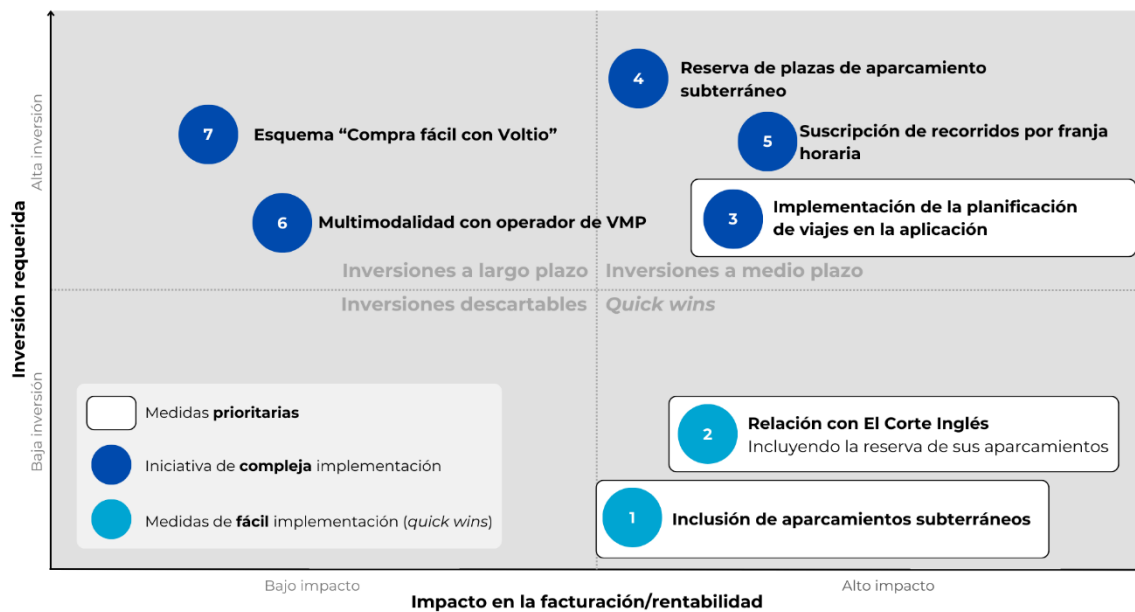 4
Reserva de plazas de aparcamiento
subterráneo
7
Esquema “Compra fácil con Voltio”
5
Suscripción de recorridos por franja
horaria
6
Multimodalidad con operador de VMP
3
Implementación de la planificación
de viajes en la aplicación
Inversiones a largo plazo
Inversiones a medio plazo
Inversiones descartables
Quick wins
Inversión requerida
Alta inversión
Baja inversión
Medidas prioritarias
Iniciativa de compleja implementación
Medidas de fácil implementación (quick wins)
2
Relación con El Corte Inglés
Incluyendo la reserva de sus aparcamientos
1
Inclusión de aparcamientos subterráneos
Bajo impacto
Alto impacto
Impacto en la facturación/rentabilidad